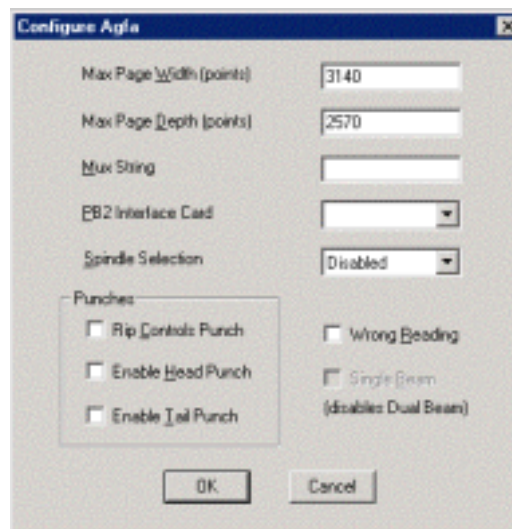 Configure Agfa
Max Page Width (points) 3140
Max Page Depth (points) 2570
Mux String
PB2 Interface Card
Spindle Selection Disabled
Punches
Rip Controls Punch
Wrong Reading
Enable Head Punch
Single Beam
Enable Tail Punch
(disables Dual Beam)
OK Cancel